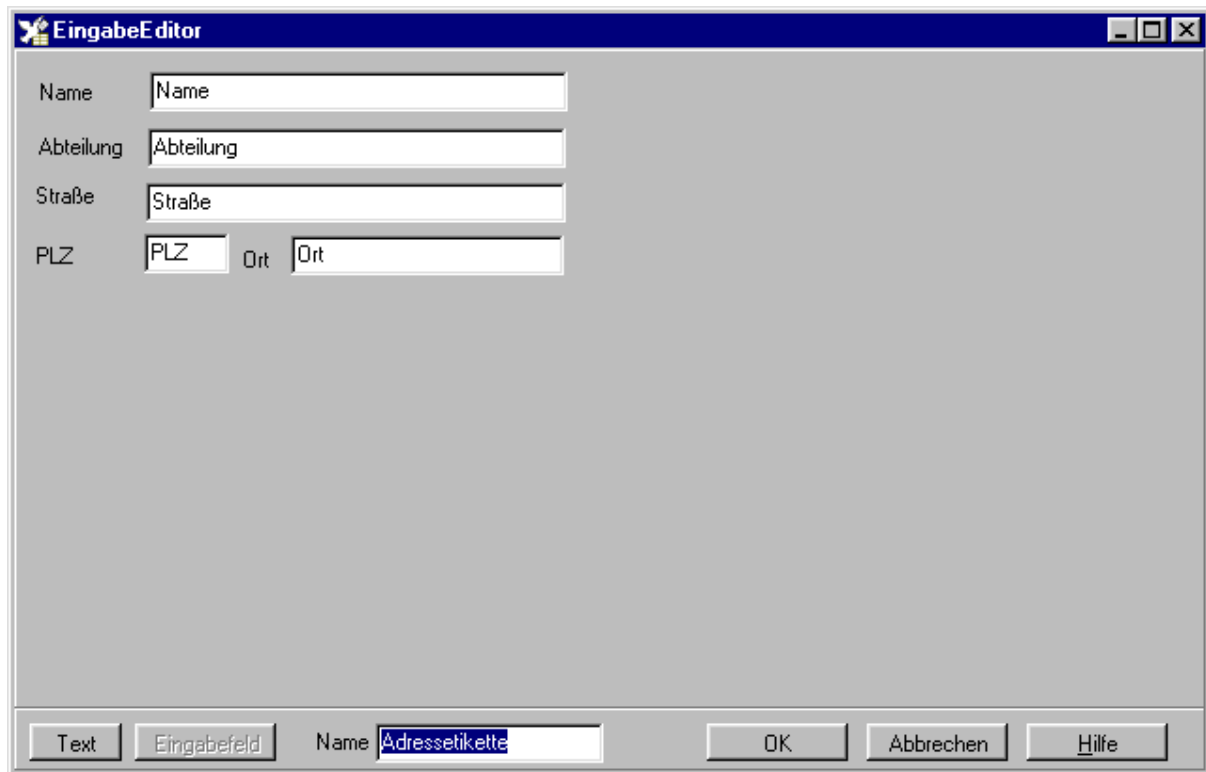 EingabeEditor
Name Name
Abteilung Abteilung
Straße Straße
PLZ PLZ Ort Ort
Text Eingabefeld Name Adressetikette OK Abbrechen Hilfe